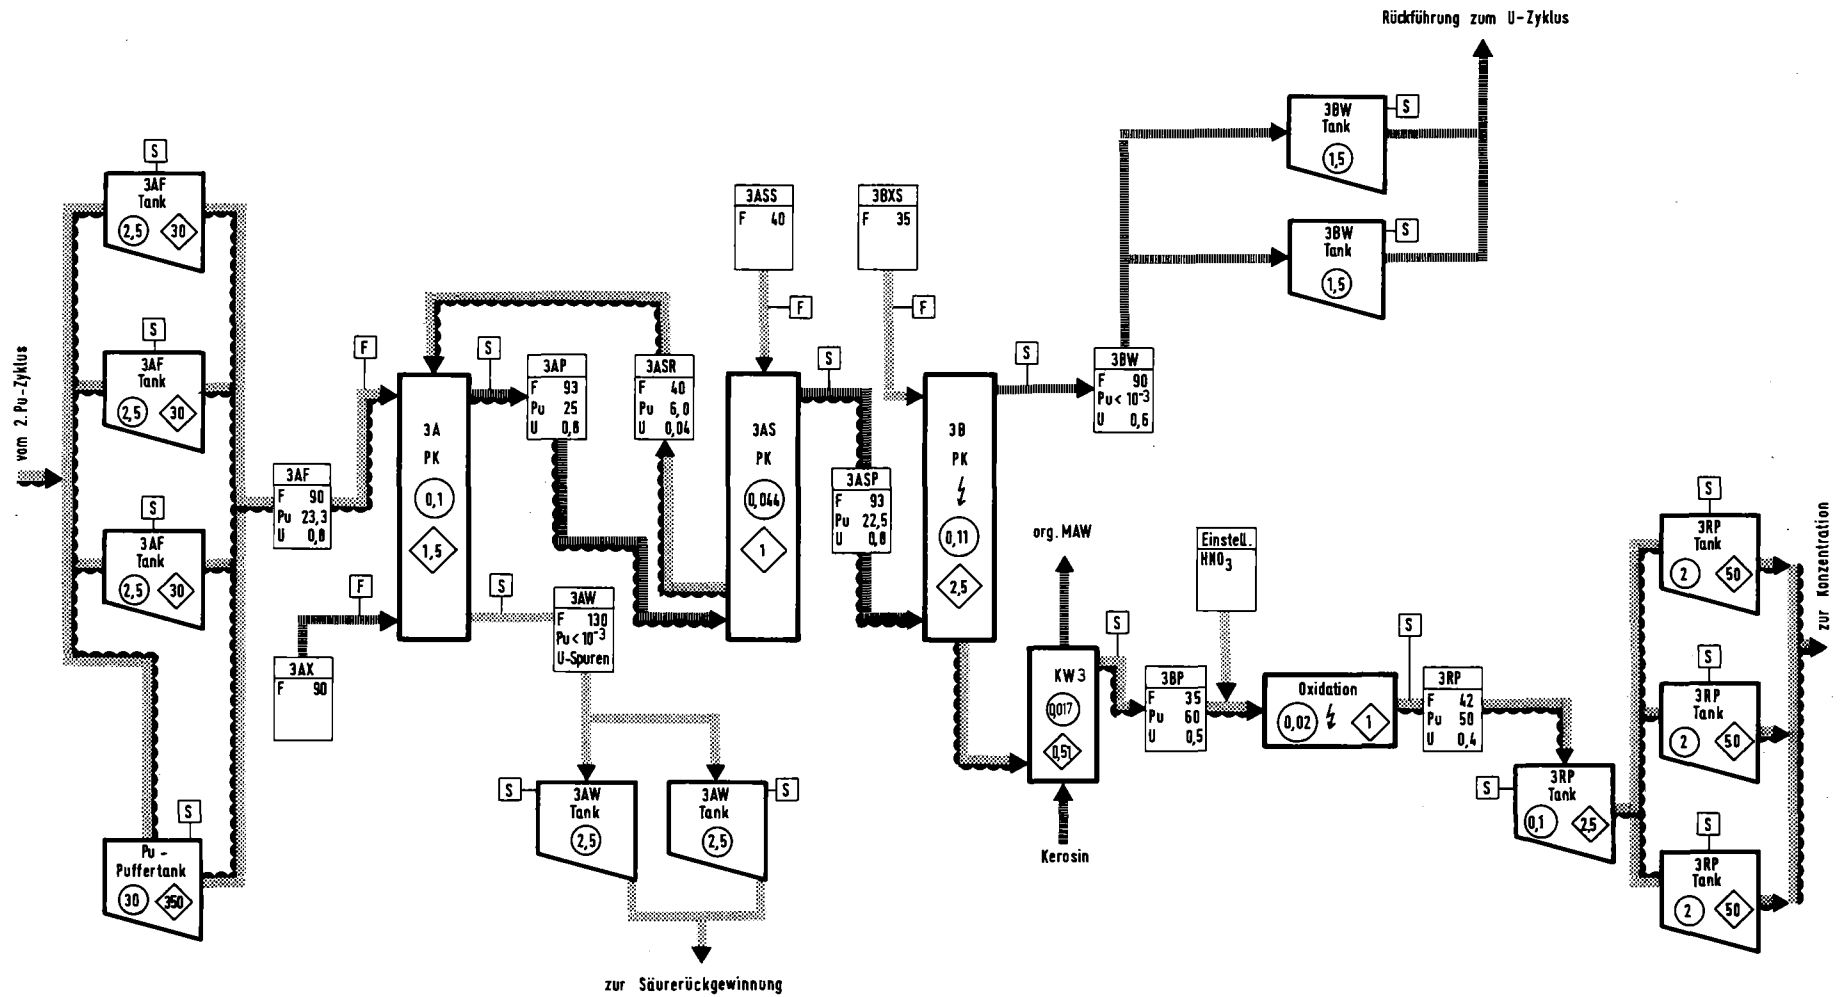 Rückführung zum U-Zyklus
3BW
Tank
1,5
S
3BW
Tank
1,5
S
vom 2. Pu-Zyklus
S
3AF
Tank
2,5
30
S
3AF
Tank
2,5
30
S
3AF
Tank
2,5
30
S
Pu -
Puffertank
30
350
3AF
F 90
Pu 23,3
U 0,8
F
F
3AX
F 90
3A
PK
0,1
1,5
S
S
3AP
F 93
Pu 25
U 0,8
3ASR
F 40
Pu 6,0
U 0,04
3AW
F 130
Pu < 10⁻³
U-Spuren
S
3AW
Tank
2,5
3AW
Tank
2,5
S
zur Säurerückgewinnung
3ASS
F 40
F
3AS
PK
0,044
1
S
3ASP
F 93
Pu 22,5
U 0,8
3BXS
F 35
F
3B
PK
0,11
2,5
S
3BW
F 90
Pu < 10⁻³
U 0,6
org. MAW
KW 3
0,017
0,51
Kerosin
S
3BP
F 35
Pu 60
U 0,5
Einstell.
HNO₃
Oxidation
0,02
1
S
3RP
F 42
Pu 50
U 0,4
S
3RP
Tank
0,1
2,5
S
3RP
Tank
2
50
S
3RP
Tank
2
50
S
3RP
Tank
2
50
zur Konzentration